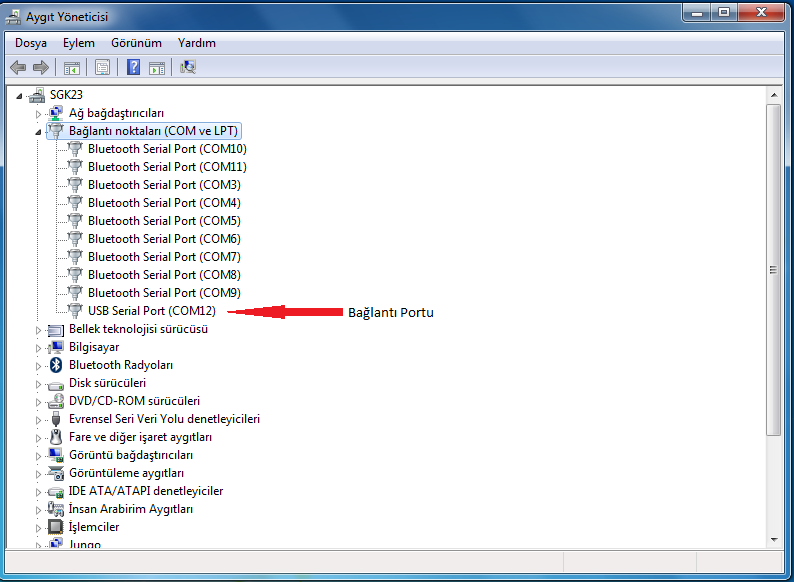 Aygıt Yöneticisi
Dosya Eylem Görünüm Yardım
SGK23
Ağ bağdaştırıcıları
Bağlantı noktaları (COM ve LPT)
Bluetooth Serial Port (COM10)
Bluetooth Serial Port (COM11)
Bluetooth Serial Port (COM3)
Bluetooth Serial Port (COM4)
Bluetooth Serial Port (COM5)
Bluetooth Serial Port (COM6)
Bluetooth Serial Port (COM7)
Bluetooth Serial Port (COM8)
Bluetooth Serial Port (COM9)
USB Serial Port (COM12) Bağlantı Portu
Bellek teknolojisi sürücüsü
Bilgisayar
Bluetooth Radyoları
Disk sürücüleri
DVD/CD-ROM sürücüleri
Evrensel Seri Veri Yolu denetleyicileri
Fare ve diğer işaret aygıtları
Görüntü bağdaştırıcıları
Görüntüleme aygıtları
IDE ATA/ATAPI denetleyiciler
İnsan Arabirim Aygıtları
İşlemciler
Jungo